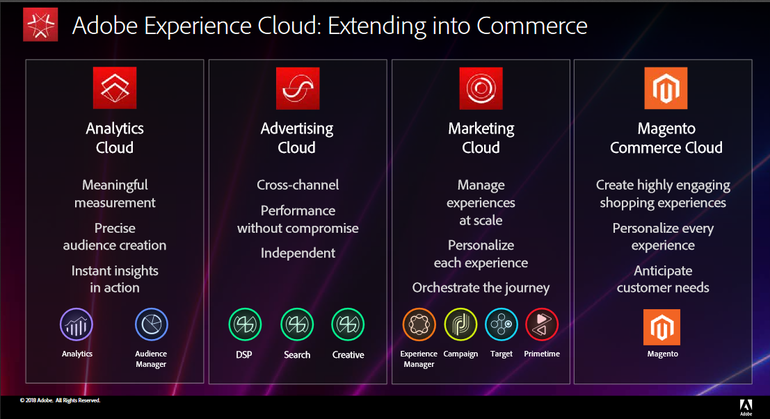 Adobe Experience Cloud: Extending into Commerce
Analytics
Cloud
Meaningful
measurement
Precise
audience creation
Instant insights
in action
Analytics
Audience
Manager
Advertising
Cloud
Cross-channel
Performance
without compromise
Independent
DSP
Search
Creative
Marketing
Cloud
Manage
experiences
at scale
Personalize
each experience
Orchestrate the journey
Experience
Manager
Campaign
Target
Primetime
Magento
Commerce Cloud
Create highly engaging
shopping experiences
Personalize every
experience
Anticipate
customer needs
Magento
© 2018 Adobe. All Rights Reserved.
Adobe